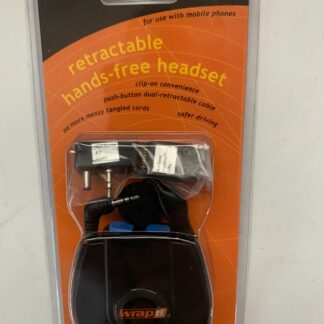 for use with mobile phones
retractable
hands-free headset
clip-on convenience
push-button dual-retractable cable
no more messy tangled cords
safer driving
wrap